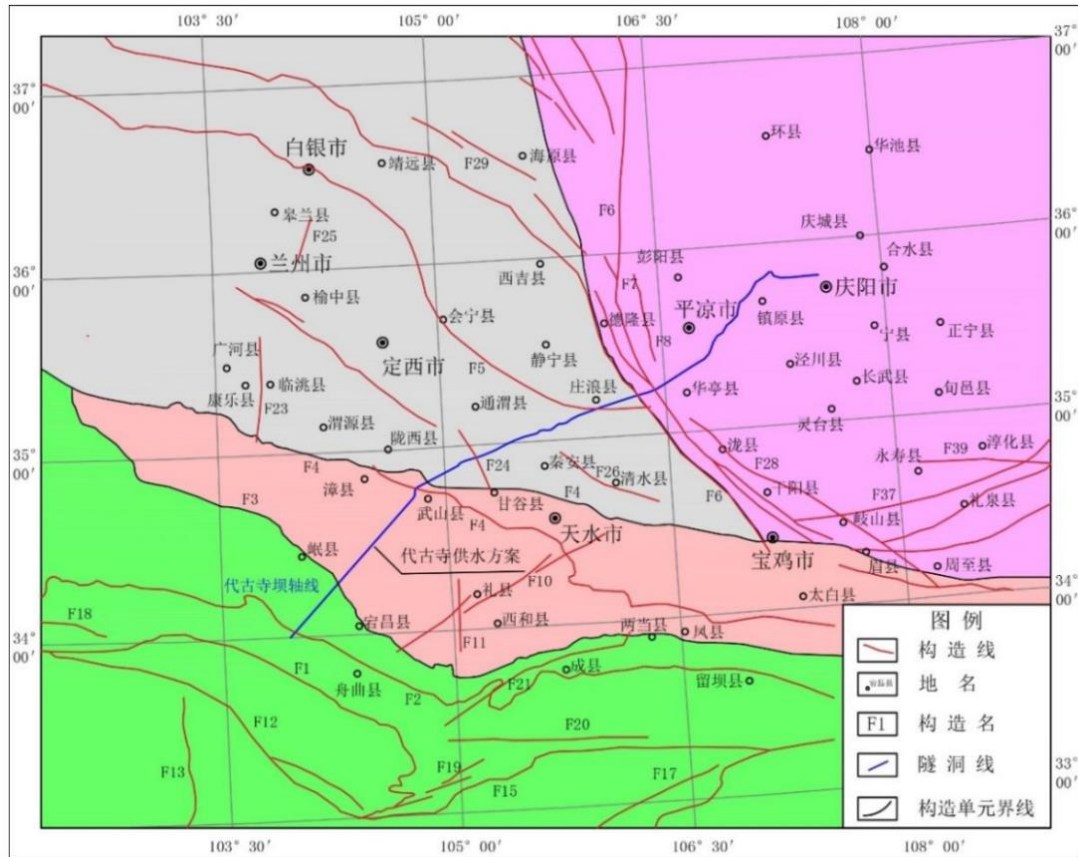 103° 30′
105° 00′
106° 30′
108° 00′
37° 00′
37° 00′
环县
华池县
白银市
靖远县
F29
海原县
F6
皋兰县
F25
庆城县
合水县
36° 00′
36° 00′
兰州市
西吉县
彭阳县
F7
庆阳市
榆中县
会宁县
德隆县
平凉市
镇原县
宁县
正宁县
F8
定西市
静宁县
广河县
F5
泾川县
长武县
旬邑县
康乐县
临洮县
F23
通渭县
庄浪县
华亭县
灵台县
35° 00′
35° 00′
渭源县
陇西县
F24
秦安县
F26
清水县
陇县
F28
永寿县
F39
淳化县
F4
漳县
F4
F6
千阳县
F37
礼泉县
F3
武山县
甘谷县
F4
天水市
岐山县
岷县
代古寺供水方案
F10
宝鸡市
眉县
周至县
代古寺坝轴线
礼县
太白县
34° 00′
34° 00′
F18
宕昌县
F11
西和县
两当县
凤县
F1
舟曲县
F2
F21
成县
留坝县
F12
F20
F13
F19
F15
F17
33° 00′
图 例
构 造 线
地 名
F1
构 造 名
隧 洞 线
构造单元界线
103° 30′
105° 00′
106° 30′
108° 00′